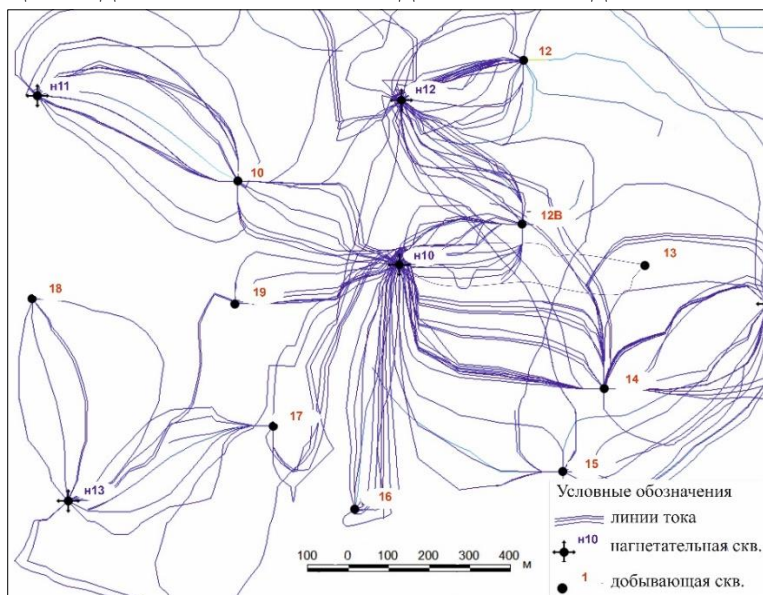 12
н11
н12
10
12В
н10
13
18
19
14
17
15
н13
16
Условные обозначения
линии тока
н10 нагнетательная скв.
1 добывающая скв.
100 0 100 200 300 400 м